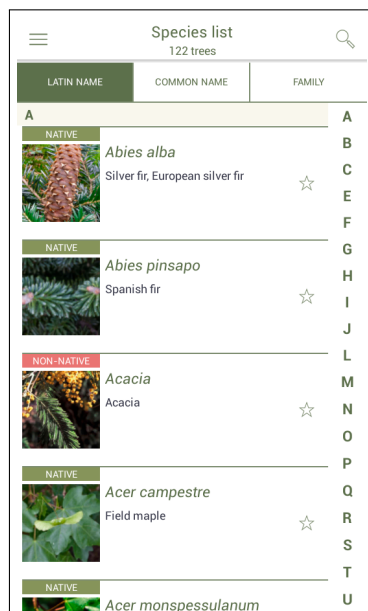 Species list
122 trees
LATIN NAME
COMMON NAME
FAMILY
A
NATIVE
Abies alba
Silver fir, European silver fir
NATIVE
Abies pinsapo
Spanish fir
NON-NATIVE
Acacia
Acacia
NATIVE
Acer campestre
Field maple
NATIVE
Acer monspessulanum
A
B
C
E
F
G
H
I
J
L
M
N
O
P
Q
R
S
T
U